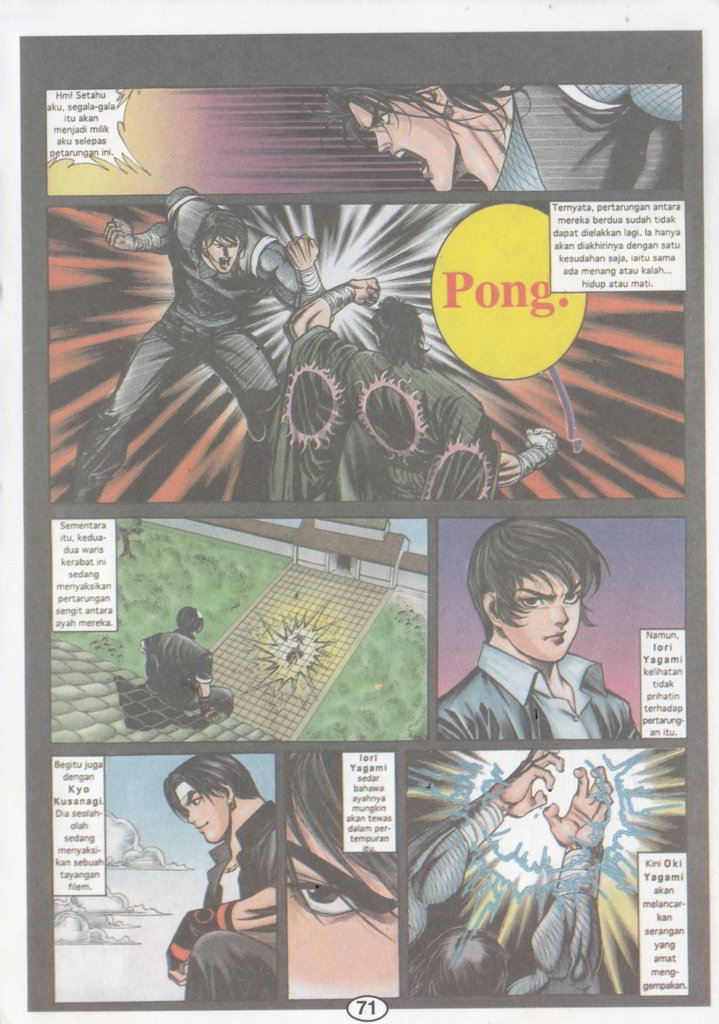 Hm! Setahu
aku, segala-gala
itu akan
menjadi milik
aku selepas
petarungan ini.
Ternyata, pertarungan antara
mereka berdua sudah tidak
dapat dielakkan lagi. Ia hanya
akan diakhirinya dengan satu
kesudahan saja, iaitu sama
ada menang atau kalah...
hidup atau mati.
Pong.
Sementara
itu, kedua-
dua waris
kerabat ini
sedang
menyaksikan
pertarungan
sengit antara
ayah mereka.
Namun,
Iori
Yagami
kelihatan
tidak
prihatin
terhadap
pertarung-
an itu.
Begitu juga
dengan
Kyo
Kusanagi.
Dia seolah-
olah
sedang
menyaksi-
kan sebuah
tayangan
filem.
Iori
Yagami
sedar
bahawa
ayahnya
mungkin
akan tewas
dalam per-
tempuran
itu.
Kini Oki
Yagami
akan
melancar-
kan
serangan
yang
amat
meng-
gempakan.
71